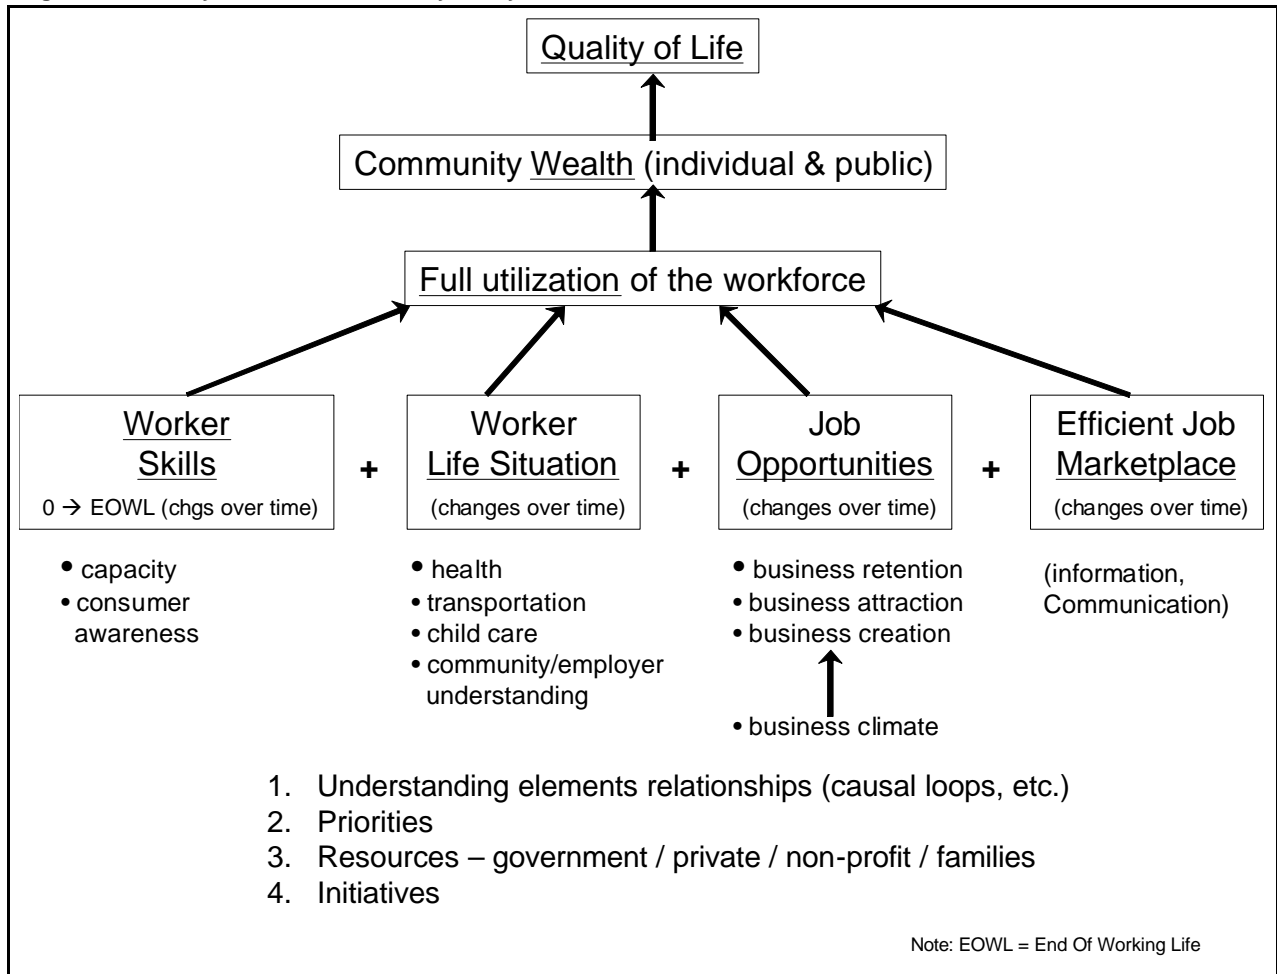 Quality of Life
Community Wealth (individual & public)
Full utilization of the workforce
Worker
Skills
0 → EOWL (chgs over time)
+
Worker
Life Situation
(changes over time)
+
Job
Opportunities
(changes over time)
+
Efficient Job
Marketplace
(changes over time)
• capacity
• consumer
awareness
• health
• transportation
• child care
• community/employer
understanding
• business retention
• business attraction
• business creation
• business climate
(information,
Communication)
1. Understanding elements relationships (causal loops, etc.)
2. Priorities
3. Resources – government / private / non-profit / families
4. Initiatives
Note: EOWL = End Of Working Life